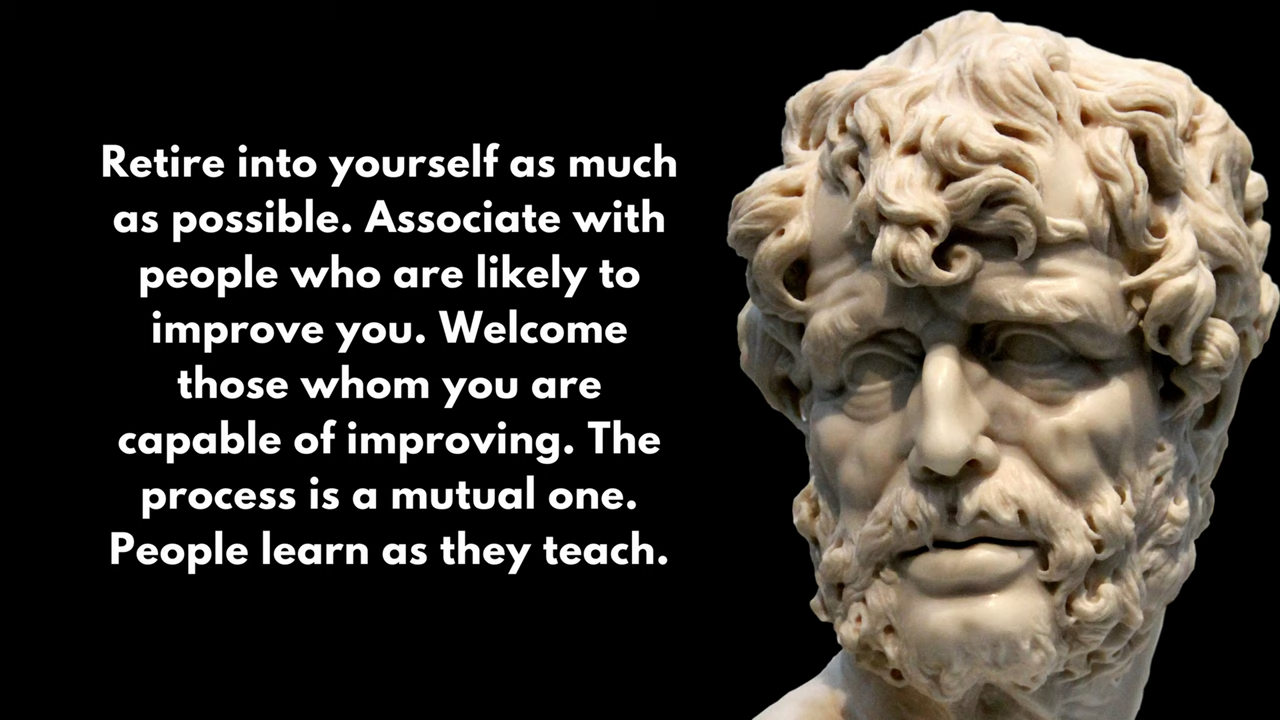 Retire into yourself as much
as possible. Associate with
people who are likely to
improve you. Welcome
those whom you are
capable of improving. The
process is a mutual one.
People learn as they teach.